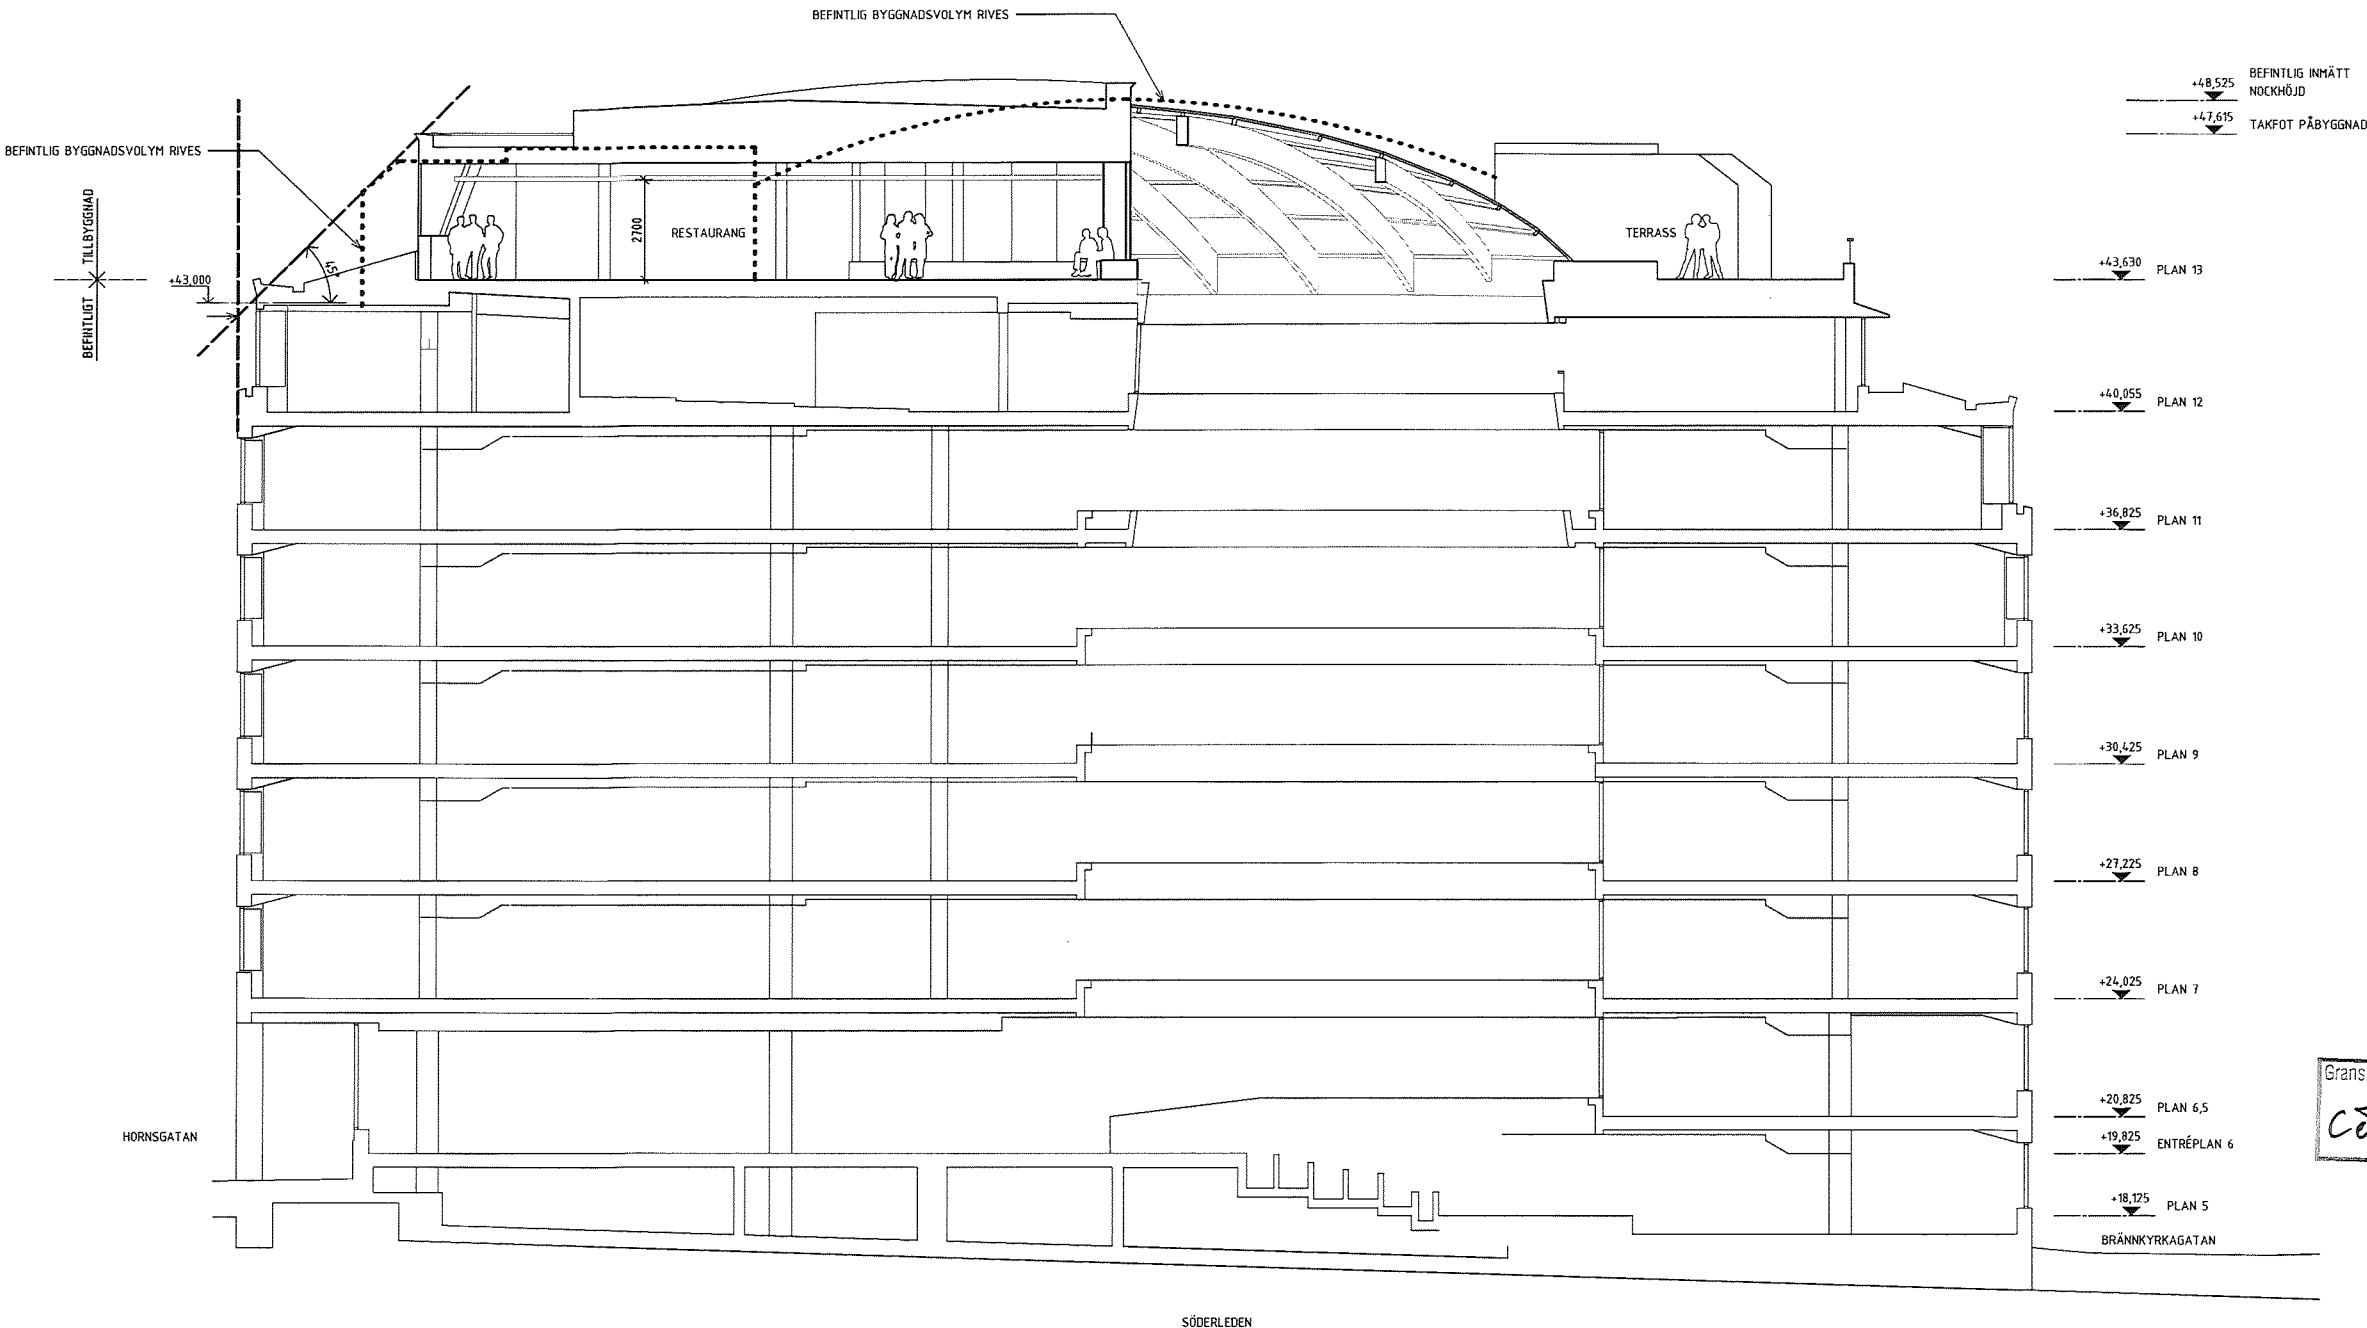 BEFINTLIG BYGGNADSVOLYM RIVES
+48,525 BEFINTLIG INMÄTT
NOCKHÖJD
+47,615 TAKFOT PÅBYGGNAD
BEFINTLIG BYGGNADSVOLYM RIVES
TILLBYGGNAD
BEFINTLIGT
45°
+43,000
2700
RESTAURANG
TERRASS
+43,630 PLAN 13
+40,055 PLAN 12
+36,825 PLAN 11
+33,625 PLAN 10
+30,425 PLAN 9
+27,225 PLAN 8
+24,025 PLAN 7
+20,825 PLAN 6,5
+19,825 ENTRÉPLAN 6
+18,125 PLAN 5
HORNSGATAN
BRÄNNKYRKAGATAN
SÖDERLEDEN
Grans